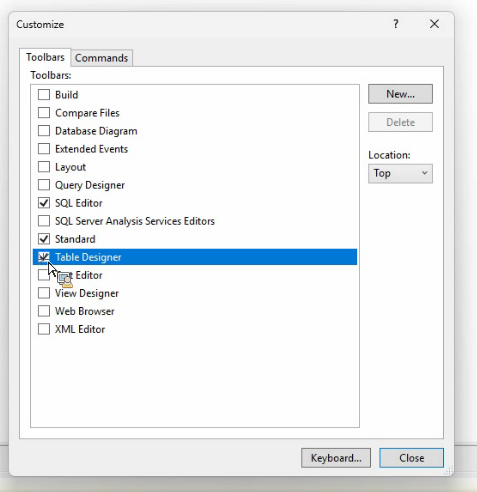 Customize
?
Toolbars Commands
Toolbars:
Build
Compare Files
Database Diagram
Extended Events
Layout
Query Designer
SQL Editor
SQL Server Analysis Services Editors
Standard
Table Designer
Editor
View Designer
Web Browser
XML Editor
New...
Delete
Location:
Top
Keyboard...
Close